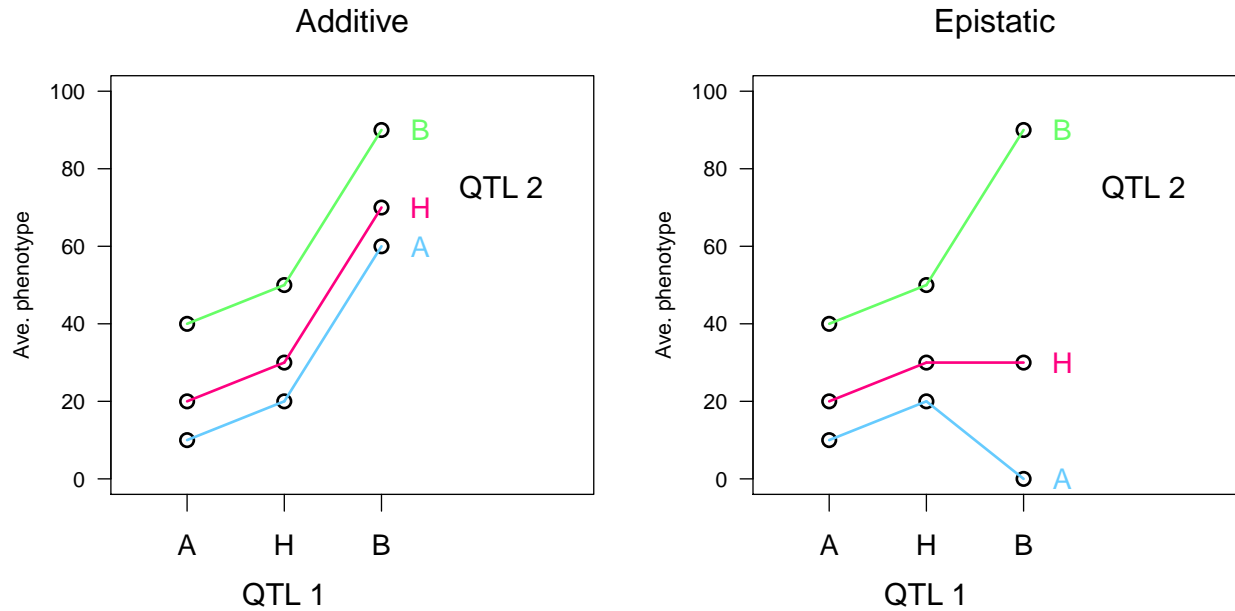 Additive
Ave. phenotype
100
80
60
40
20
0
B
H
A
QTL 2
A H B
QTL 1
Epistatic
Ave. phenotype
100
80
60
40
20
0
B
QTL 2
H
A
A H B
QTL 1